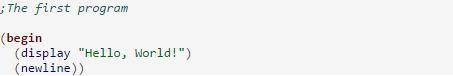 ;The first program
(begin
(display "Hello, World!")
(newline))